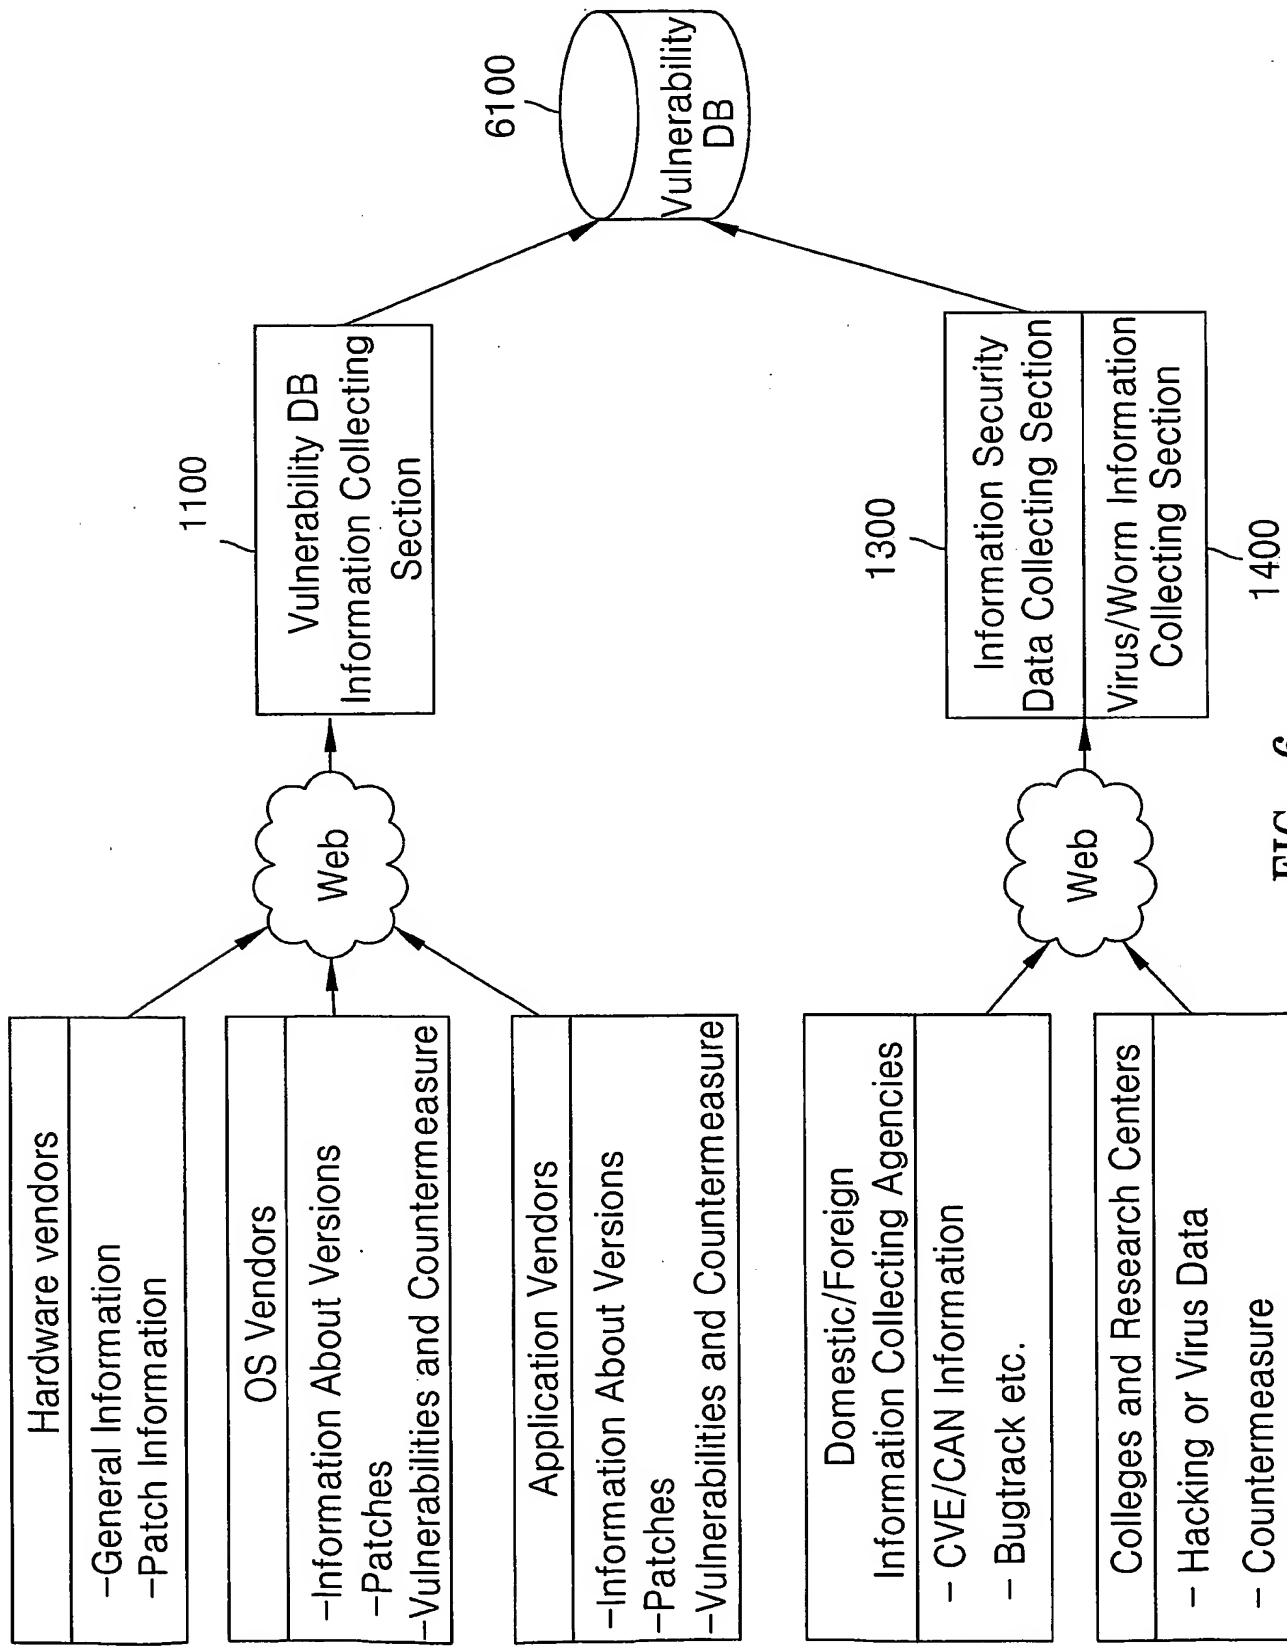 Hardware vendors
–General Information
–Patch Information
OS Vendors
–Information About Versions
–Patches
–Vulnerabilities and Countermeasure
Application Vendors
–Information About Versions
–Patches
–Vulnerabilities and Countermeasure
Domestic/Foreign
Information Collecting Agencies
– CVE/CAN Information
– Bugtrack etc.
Colleges and Research Centers
– Hacking or Virus Data
– Countermeasure
Web
Web
1100
Vulnerability DB
Information Collecting
Section
1300
Information Security
Data Collecting Section
Virus/Worm Information
Collecting Section
1400
6100
Vulnerability
DB
FIG. 6